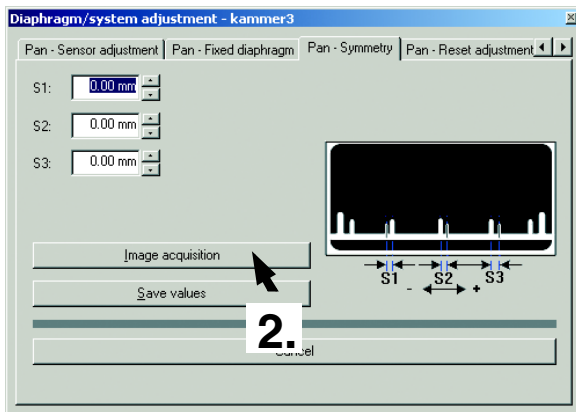 Diaphragm/system adjustment - kammer3
Pan - Sensor adjustment Pan - Fixed diaphragm Pan - Symmetry Pan - Reset adjustment
S1: 0.00 mm
S2: 0.00 mm
S3: 0.00 mm
Image acquisition
S1 S2 S3
- +
Save values
2.